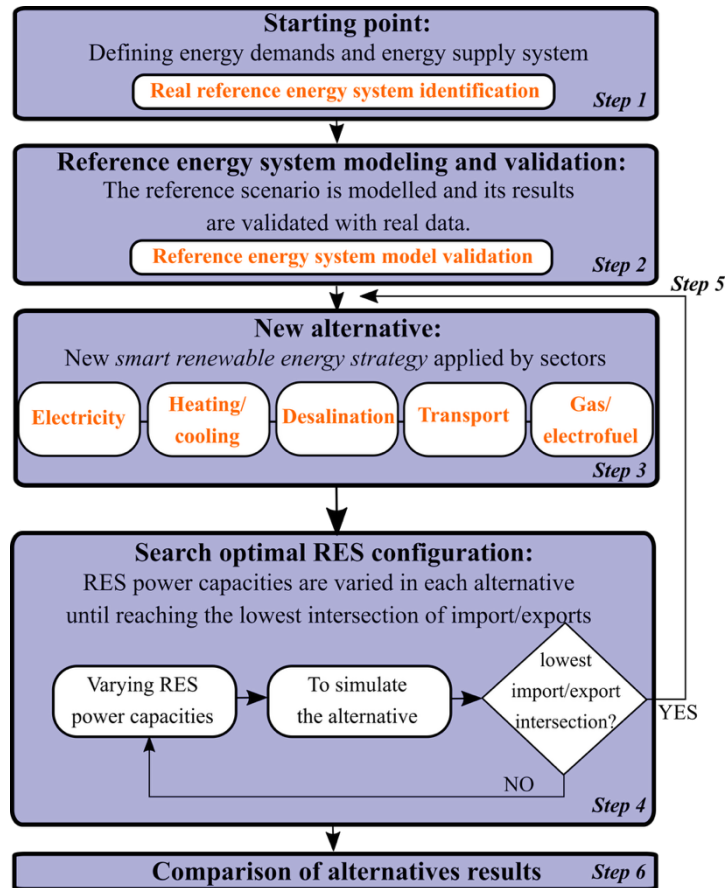 Starting point:
Defining energy demands and energy supply system
Real reference energy system identification
Step 1
Reference energy system modeling and validation:
The reference scenario is modelled and its results
are validated with real data.
Reference energy system model validation
Step 2
Step 5
New alternative:
New smart renewable energy strategy applied by sectors
Electricity
Heating/
cooling
Desalination
Transport
Gas/
electrofuel
Step 3
Search optimal RES configuration:
RES power capacities are varied in each alternative
until reaching the lowest intersection of import/exports
Varying RES
power capacities
To simulate
the alternative
lowest
import/export
intersection?
YES
NO
Step 4
Comparison of alternatives results
Step 6